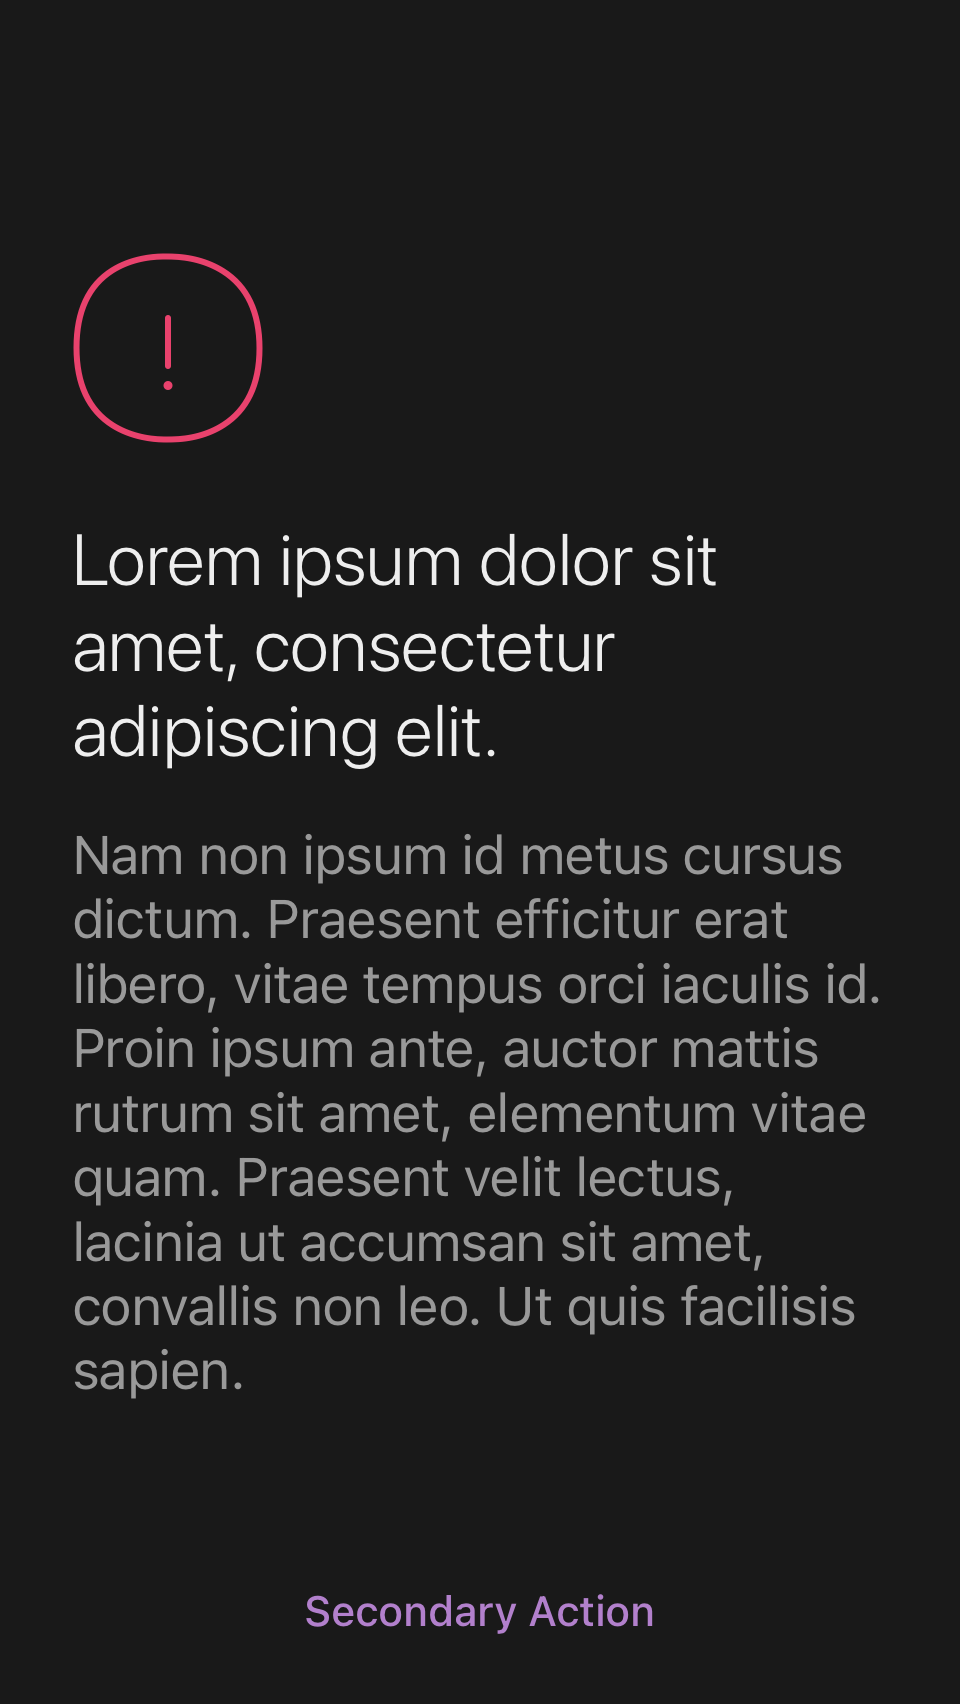 Lorem ipsum dolor sit
amet, consectetur
adipiscing elit.
Nam non ipsum id metus cursus
dictum. Praesent efficitur erat
libero, vitae tempus orci iaculis id.
Proin ipsum ante, auctor mattis
rutrum sit amet, elementum vitae
quam. Praesent velit lectus,
lacinia ut accumsan sit amet,
convallis non leo. Ut quis facilisis
sapien.
Secondary Action